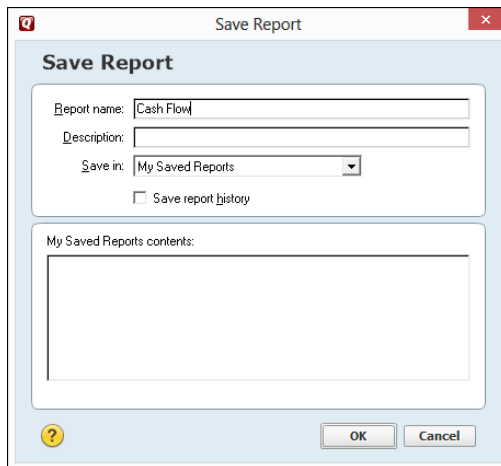 Save Report
Save Report
Report name: Cash Flow
Description:
Save in: My Saved Reports
Save report history
My Saved Reports contents:
? OK Cancel